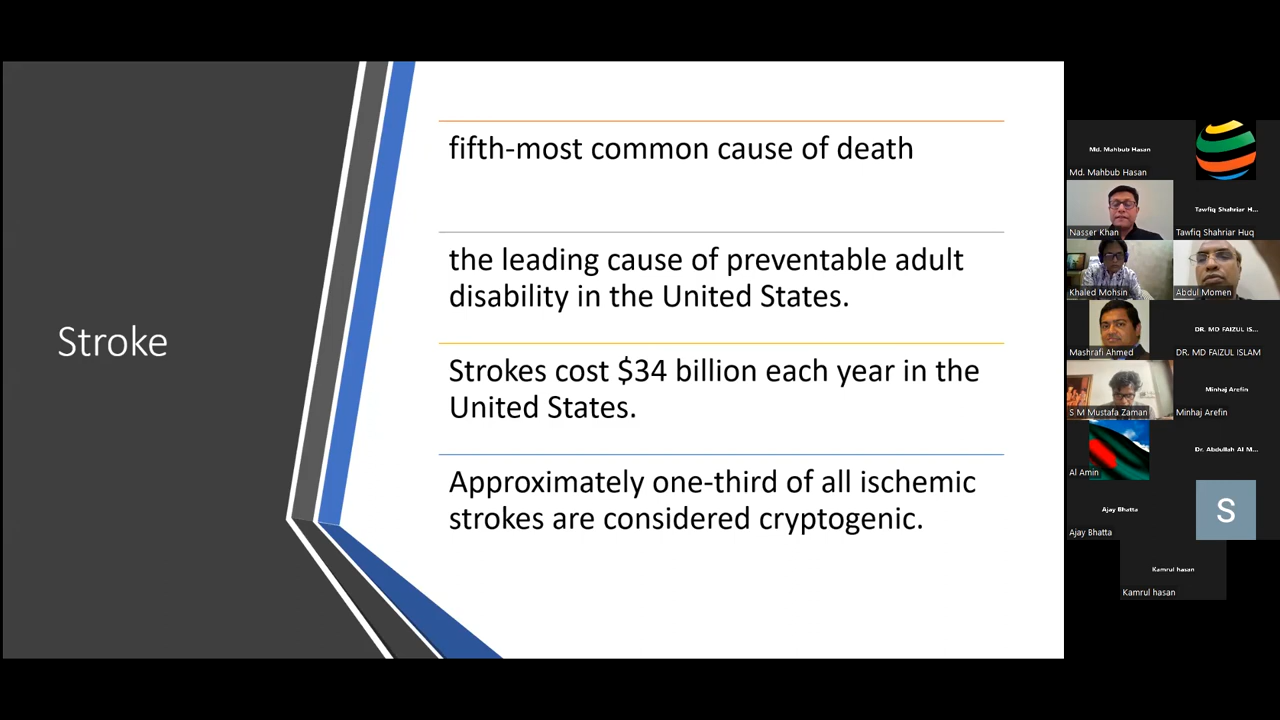 Stroke
fifth-most common cause of death
the leading cause of preventable adult
disability in the United States.
Strokes cost $34 billion each year in the
United States.
Approximately one-third of all ischemic
strokes are considered cryptogenic.
Md. Mahbub Hasan
Md. Mahbub Hasan
Nasser Khan
Tawfiq Shahriar H...
Tawfiq Shahriar Huq
Khaled Mohsin
Abdul Momen
Mashrafi Ahmed
DR. MD FAIZUL IS...
DR. MD FAIZUL ISLAM
S M Mustafa Zaman
Minhaj Arefin
Minhaj Arefin
Al Amin
Dr. Abdullah Al M...
Ajay Bhatta
Ajay Bhatta
S
Kamrul hasan
Kamrul hasan